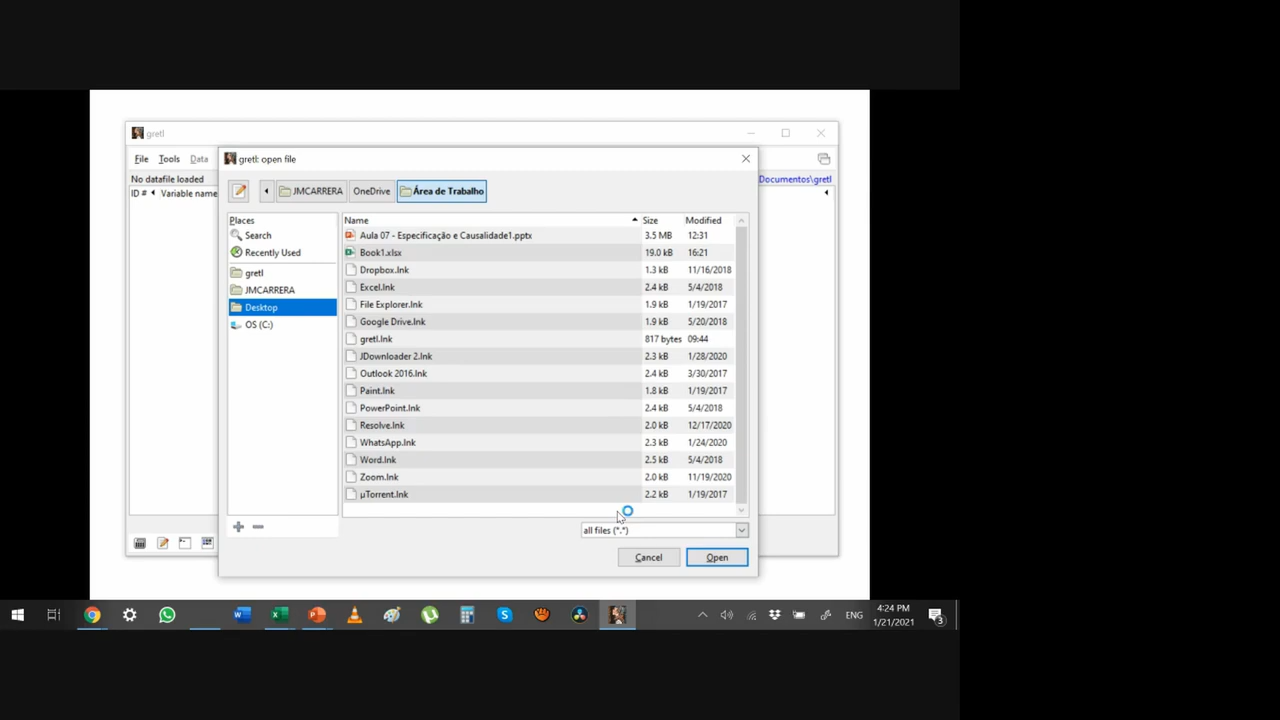 gretl
File Tools Data
No datafile loaded
Documentos\gretl
ID # Variable name
gretl: open file
JMCARRERA OneDrive Área de Trabalho
Places
Search
Recently Used
gretl
JMCARRERA
Desktop
OS (C:)
Name Size Modified
Aula 07 - Especificação e Causalidade1.pptx 3.5 MB 12:31
Book1.xlsx 19.0 kB 16:21
Dropbox.lnk 1.3 kB 11/16/2018
Excel.lnk 2.4 kB 5/4/2018
File Explorer.lnk 1.9 kB 1/19/2017
Google Drive.lnk 1.9 kB 5/20/2018
gretl.lnk 817 bytes 09:44
JDownloader 2.lnk 2.3 kB 1/28/2020
Outlook 2016.lnk 2.4 kB 3/30/2017
Paint.lnk 1.8 kB 1/19/2017
PowerPoint.lnk 2.4 kB 5/4/2018
Resolve.lnk 2.0 kB 12/17/2020
WhatsApp.lnk 2.3 kB 1/24/2020
Word.lnk 2.5 kB 5/4/2018
Zoom.lnk 2.0 kB 11/19/2020
µTorrent.lnk 2.2 kB 1/19/2017
all files (*.*)
Cancel Open
ENG
4:24 PM
1/21/2021
3